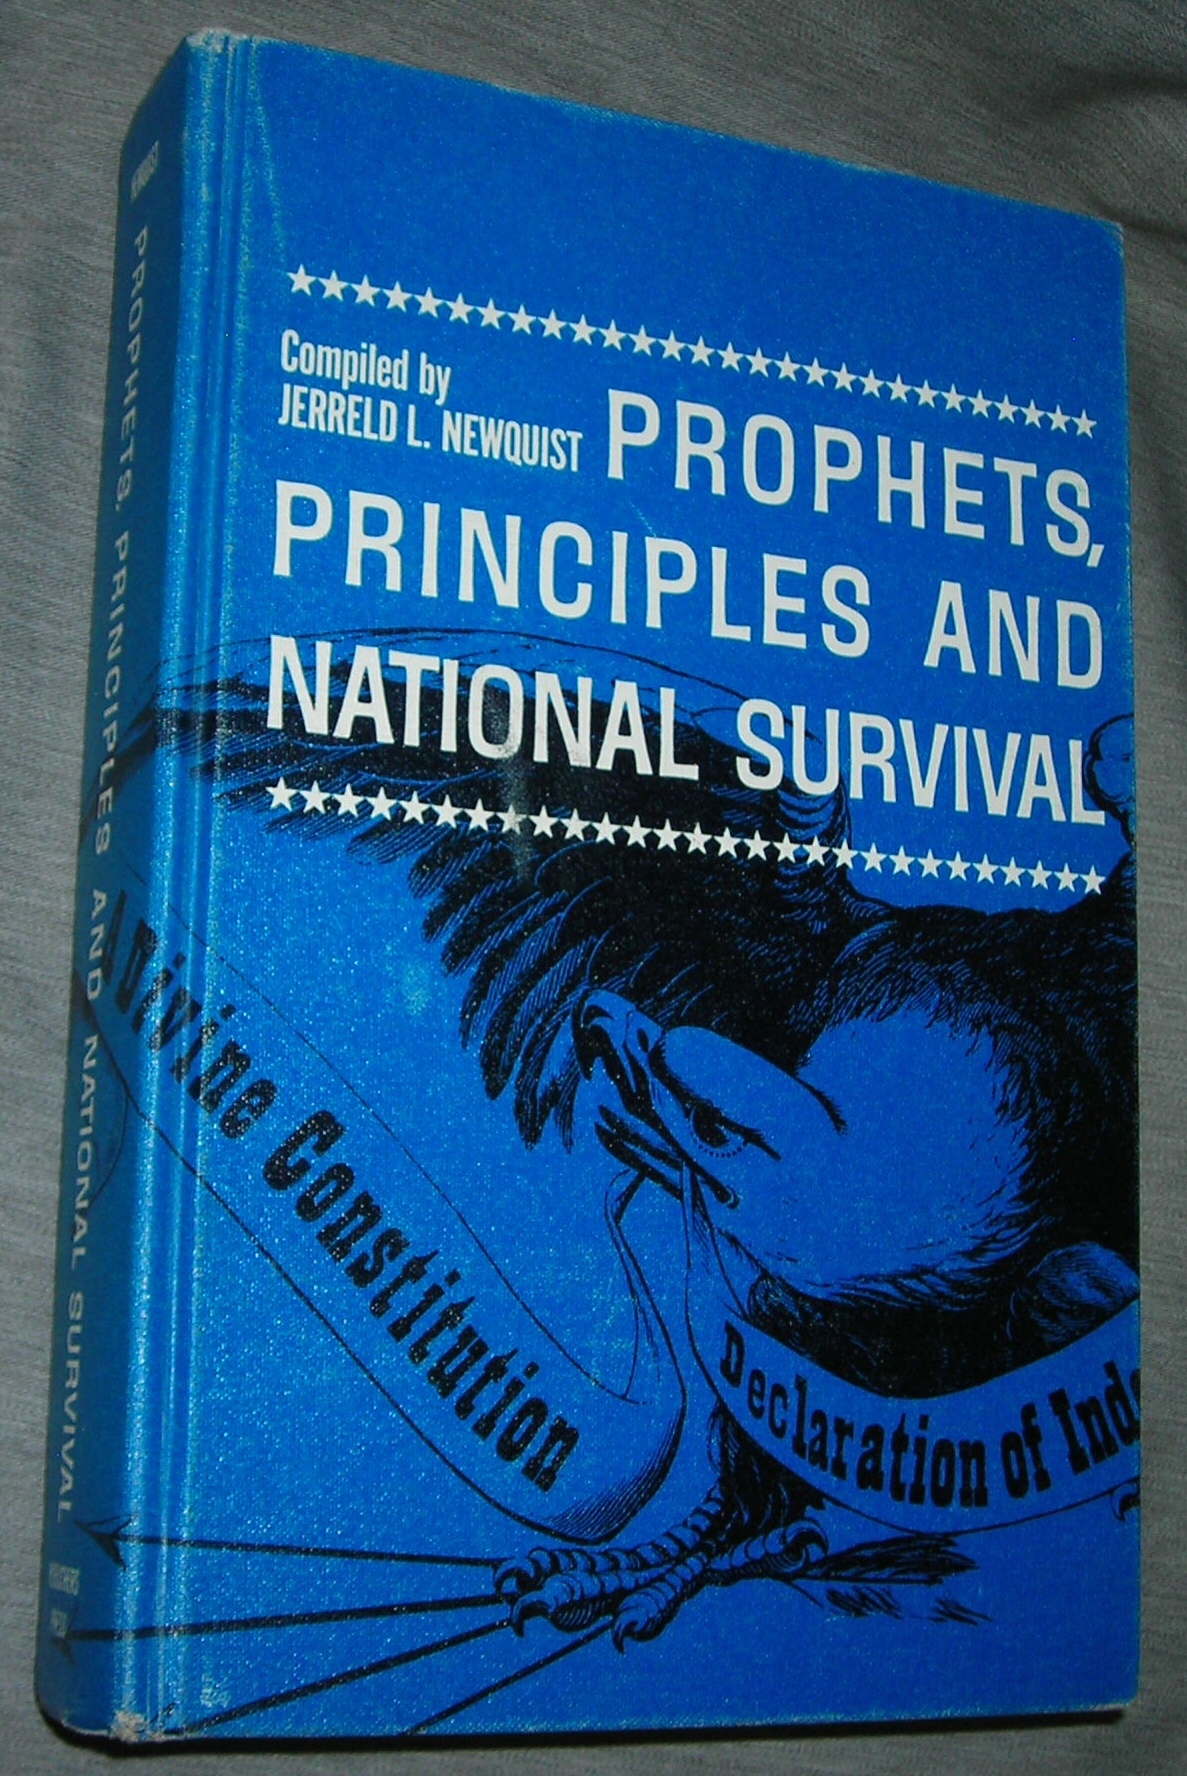 Compiled by
JERRELD L. NEWQUIST
PROPHETS,
PRINCIPLES AND
NATIONAL SURVIVAL
Divine Constitution
Declaration of Inde
NEWQUIST
PROPHETS, PRINCIPLES AND NATIONAL SURVIVAL